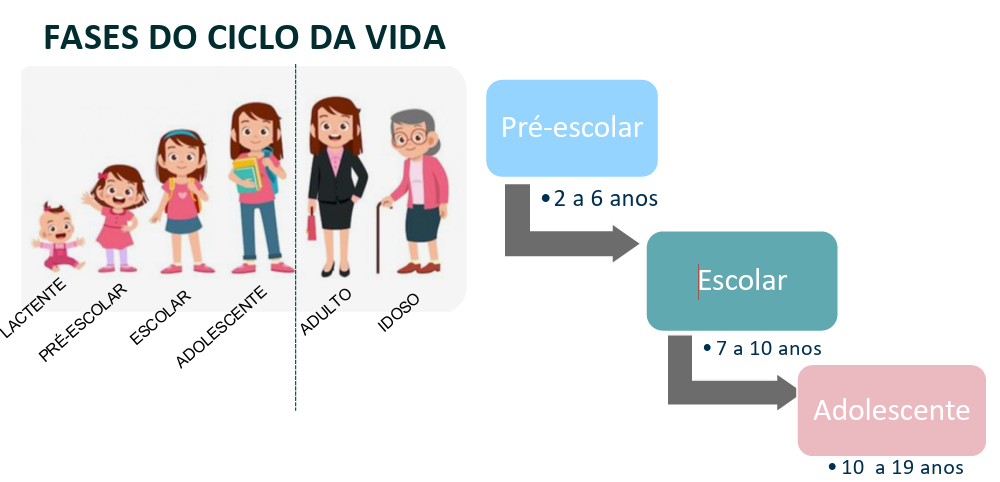 FASES DO CICLO DA VIDA
LACTENTE
PRÉ-ESCOLAR
ESCOLAR
ADOLESCENTE
ADULTO
IDOSO
Pré-escolar
•2 a 6 anos
Escolar
•7 a 10 anos
Adolescente
•10 a 19 anos